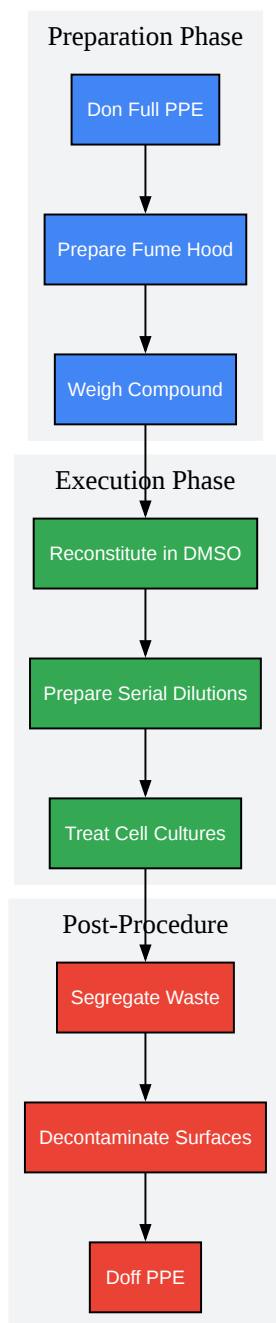 Preparation Phase
Don Full PPE
Prepare Fume Hood
Weigh Compound
Execution Phase
Reconstitute in DMSO
Prepare Serial Dilutions
Treat Cell Cultures
Post-Procedure
Segregate Waste
Decontaminate Surfaces
Doff PPE